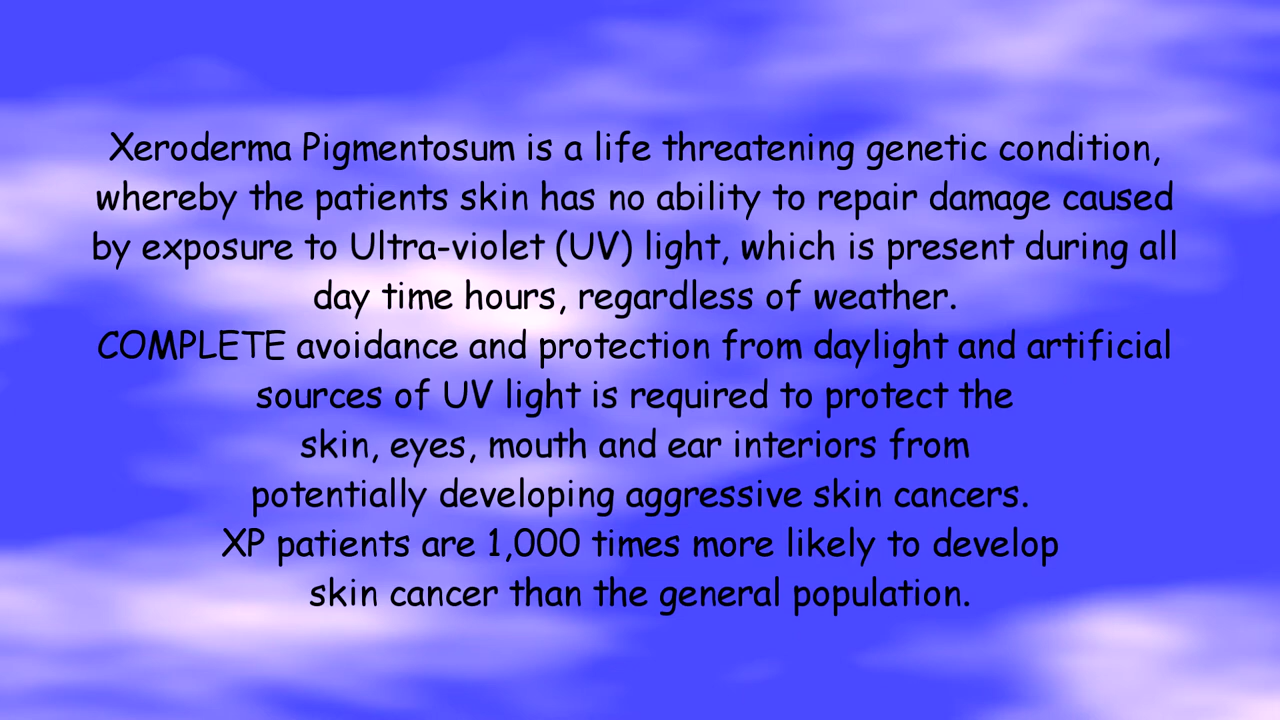 Xeroderma Pigmentosum is a life threatening genetic condition,
whereby the patients skin has no ability to repair damage caused
by exposure to Ultra-violet (UV) light, which is present during all
day time hours, regardless of weather.
COMPLETE avoidance and protection from daylight and artificial
sources of UV light is required to protect the
skin, eyes, mouth and ear interiors from
potentially developing aggressive skin cancers.
XP patients are 1,000 times more likely to develop
skin cancer than the general population.